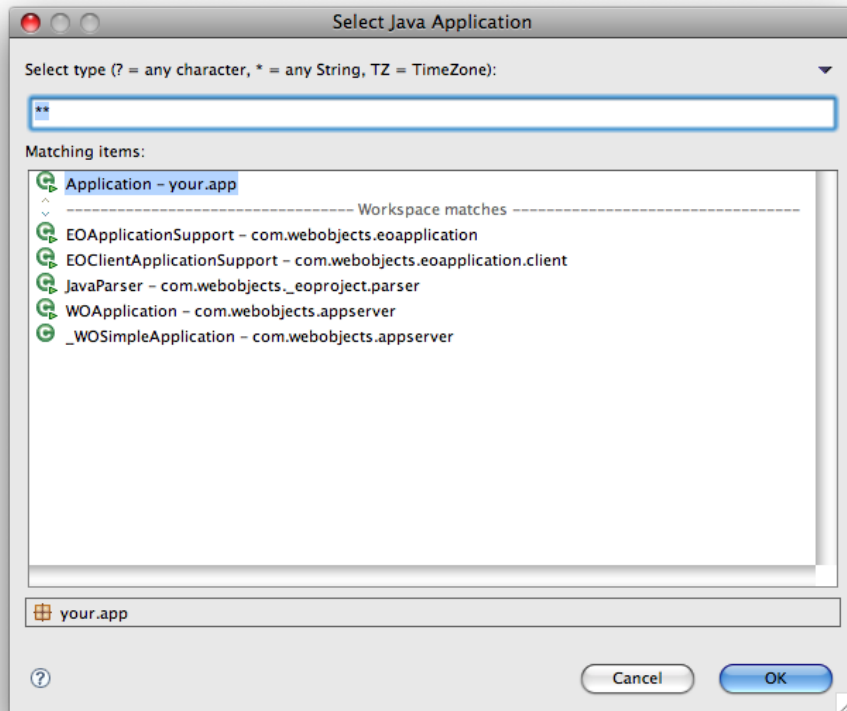 Select Java Application
Select type (? = any character, * = any String, TZ = TimeZone):
**
Matching items:
Application – your.app
---------------------------------- Workspace matches ----------------------------------
EOApplicationSupport – com.webobjects.eoapplication
EOClientApplicationSupport – com.webobjects.eoapplication.client
JavaParser – com.webobjects._eoproject.parser
WOApplication – com.webobjects.appserver
_WOSimpleApplication – com.webobjects.appserver
your.app
? Cancel OK